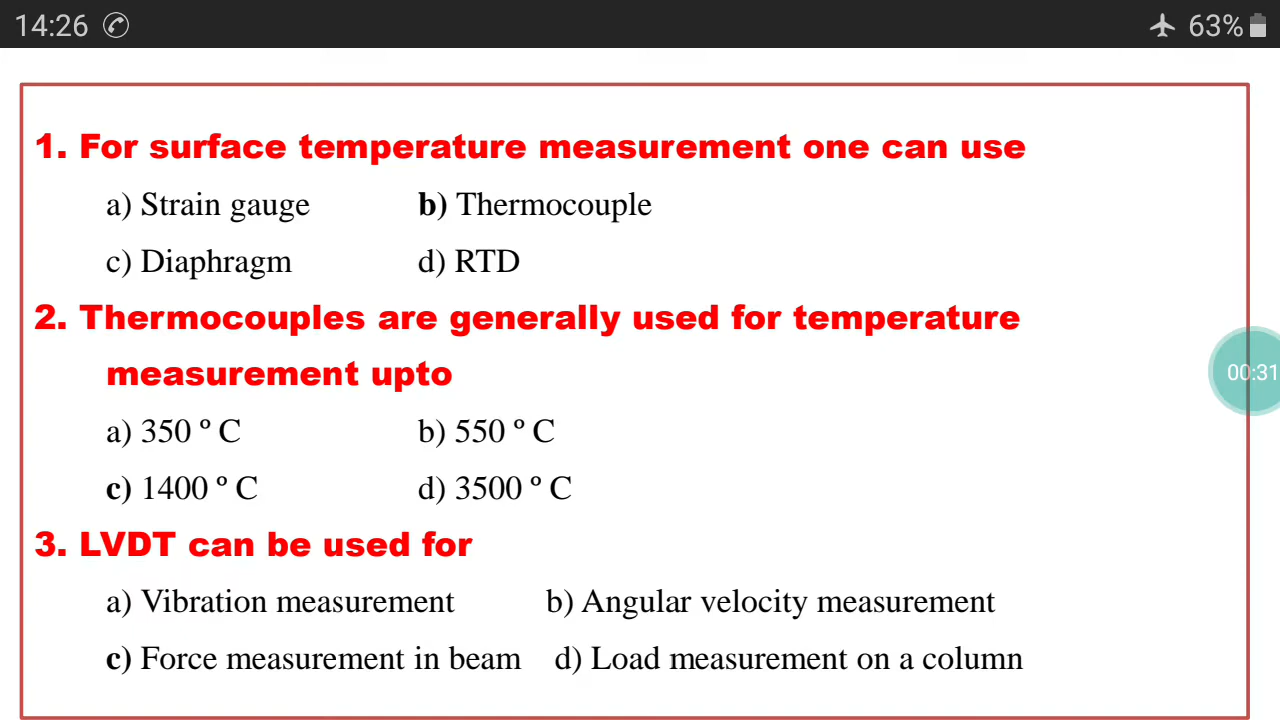 14:26 63%
1. For surface temperature measurement one can use
a) Strain gauge b) Thermocouple
c) Diaphragm d) RTD
2. Thermocouples are generally used for temperature
measurement upto
a) 350 º C b) 550 º C
c) 1400 º C d) 3500 º C
00:31
3. LVDT can be used for
a) Vibration measurement b) Angular velocity measurement
c) Force measurement in beam d) Load measurement on a column